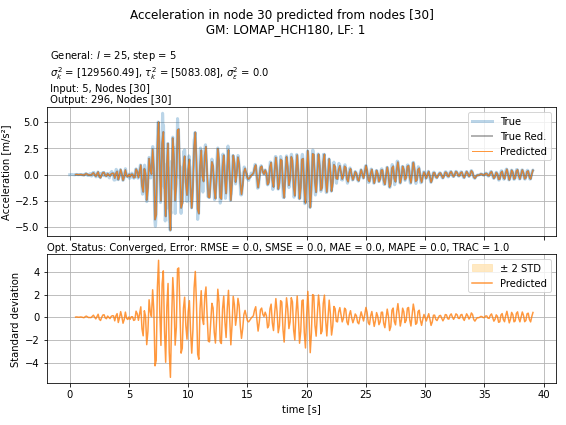 Acceleration in node 30 predicted from nodes [30]
GM: LOMAP_HCH180, LF: 1
General: l = 25, step = 5
σ²ₖ = [129560.49], τ²ₖ = [5083.08], σ²ε = 0.0
Input: 5, Nodes [30]
Output: 296, Nodes [30]
Acceleration [m/s²]
5.0
2.5
0.0
−2.5
−5.0
True
True Red.
Predicted
Opt. Status: Converged, Error: RMSE = 0.0, SMSE = 0.0, MAE = 0.0, MAPE = 0.0, TRAC = 1.0
Standard deviation
4
2
0
−2
−4
± 2 STD
Predicted
0 5 10 15 20 25 30 35 40
time [s]